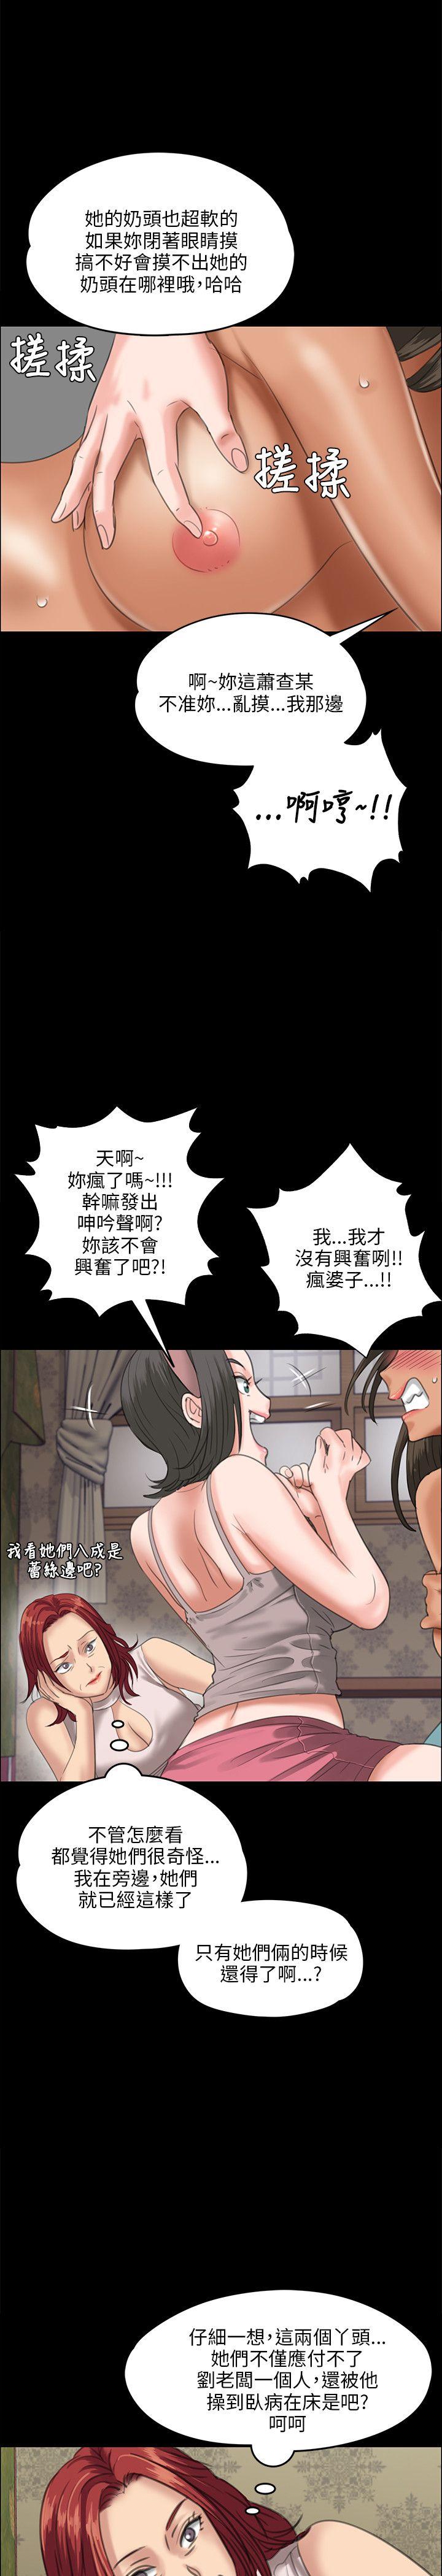 她的奶頭也超軟的
如果妳閉著眼睛摸
搞不好會摸不出她的
奶頭在哪裡哦,哈哈
搓揉
搓揉
啊~妳這蕭查某
不准妳...亂摸...我那邊
...啊哼~!!
天啊~
妳瘋了嗎~!!!
幹嘛發出
呻吟聲啊?
妳該不會
興奮了吧?!
我...我才
沒有興奮咧!!
瘋婆子...!!
我看她們八成是
蕾絲邊吧?
不管怎麼看
都覺得她們很奇怪...
我在旁邊,她們
就已經這樣了
只有她們倆的時候
還得了啊...?
仔細一想,這兩個丫頭...
她們不僅應付不了
劉老闆一個人,還被他
操到臥病在床是吧?
呵呵